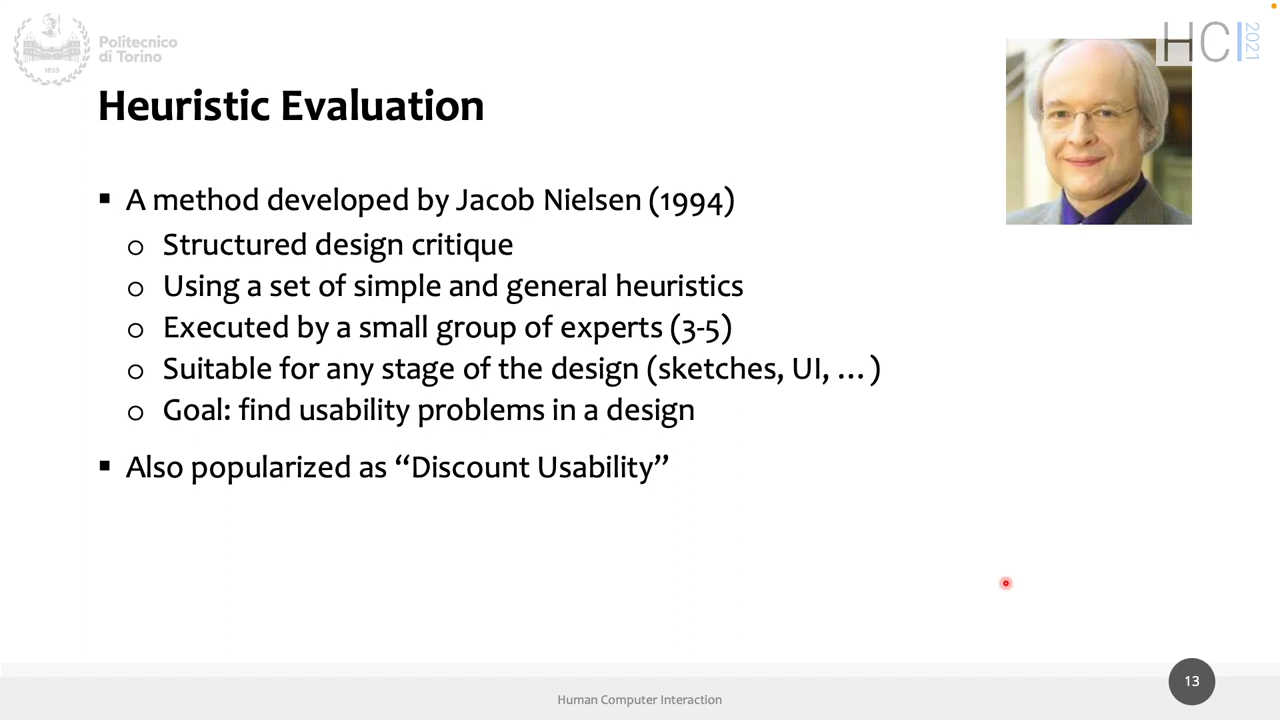 Politecnico
di Torino
1859
HCI 2021
Heuristic Evaluation
▪ A method developed by Jacob Nielsen (1994)
o Structured design critique
o Using a set of simple and general heuristics
o Executed by a small group of experts (3-5)
o Suitable for any stage of the design (sketches, UI, … )
o Goal: find usability problems in a design
▪ Also popularized as “Discount Usability”
Human Computer Interaction
13